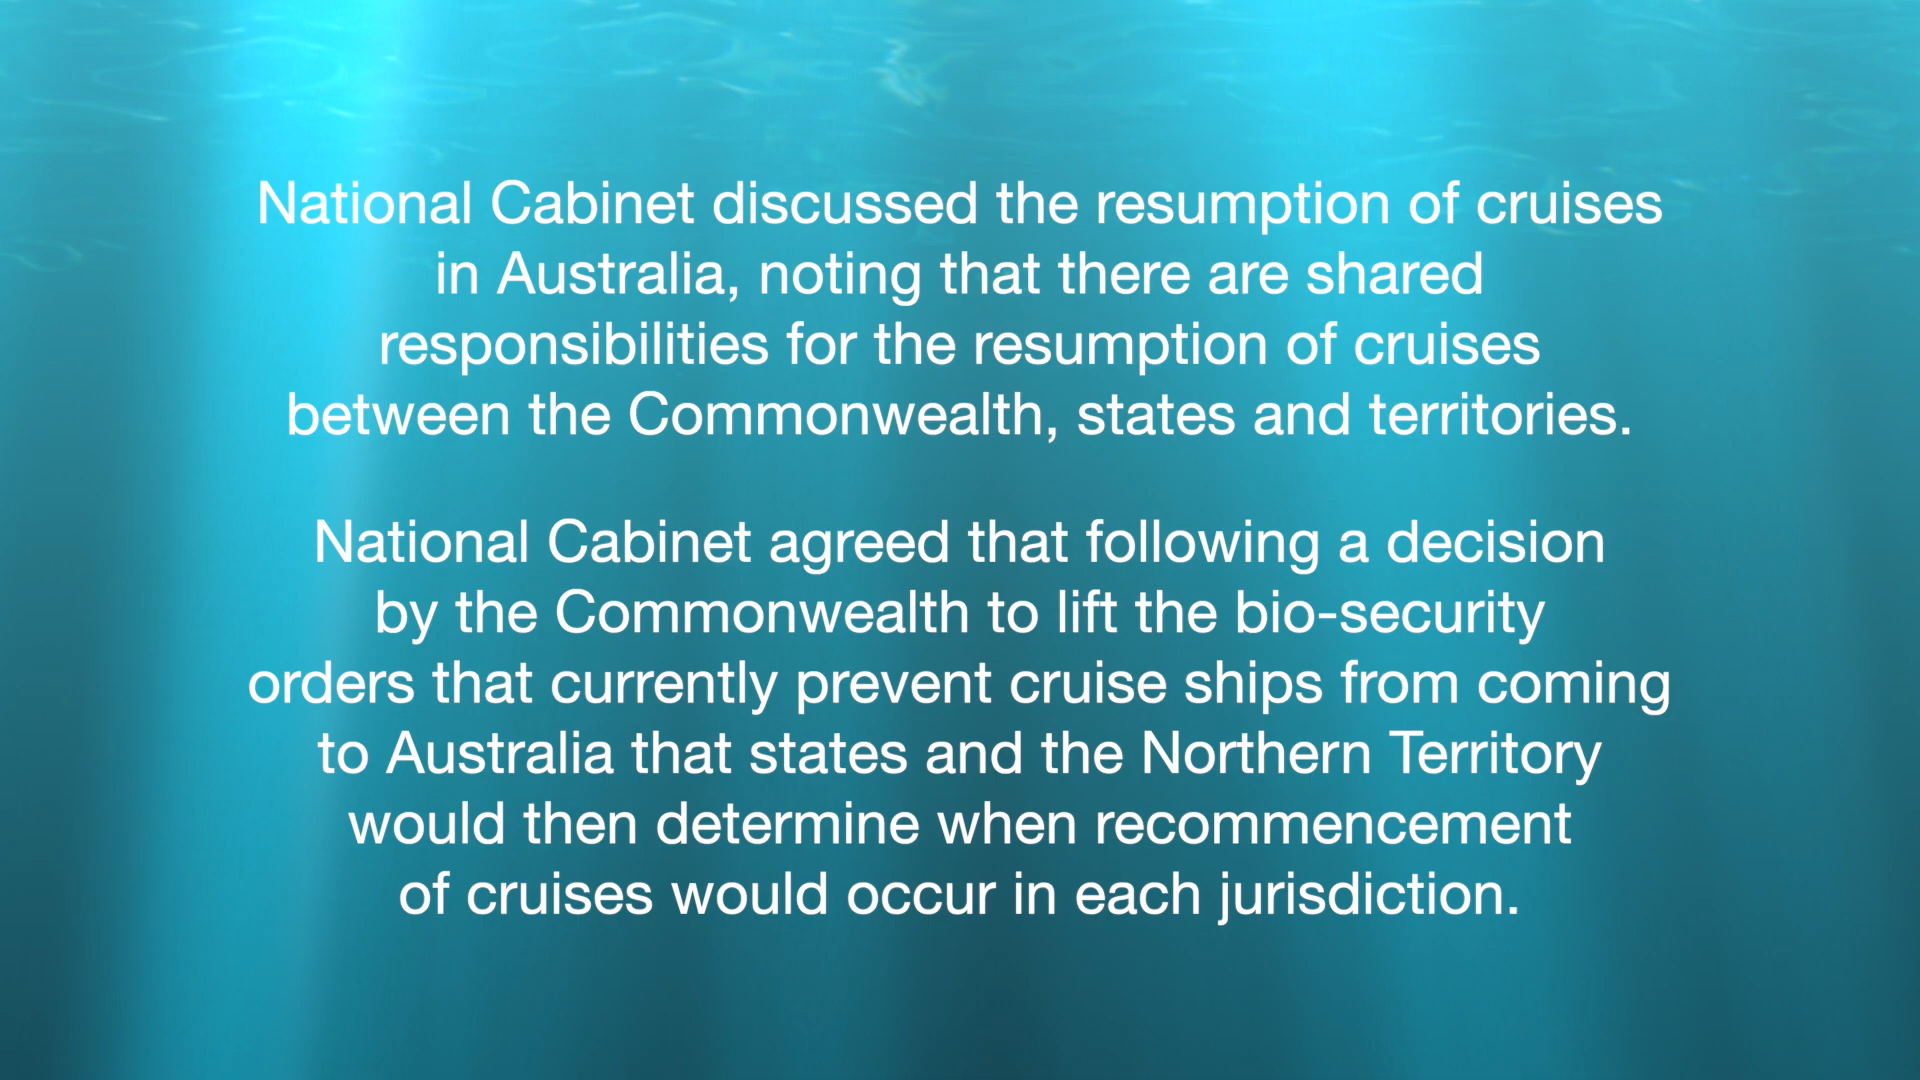 National Cabinet discussed the resumption of cruises
in Australia, noting that there are shared
responsibilities for the resumption of cruises
between the Commonwealth, states and territories.
National Cabinet agreed that following a decision
by the Commonwealth to lift the bio-security
orders that currently prevent cruise ships from coming
to Australia that states and the Northern Territory
would then determine when recommencement
of cruises would occur in each jurisdiction.